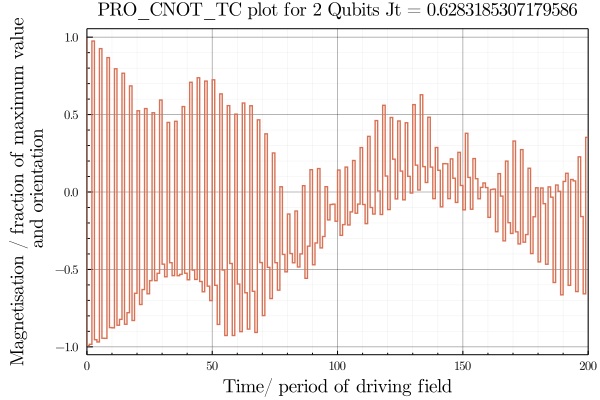 PRO_CNOT_TC plot for 2 Qubits Jt = 0.6283185307179586
Magnetisation / fraction of maximum value
and orientation
1.0
0.5
0.0
−0.5
−1.0
0 50 100 150 200
Time/ period of driving field